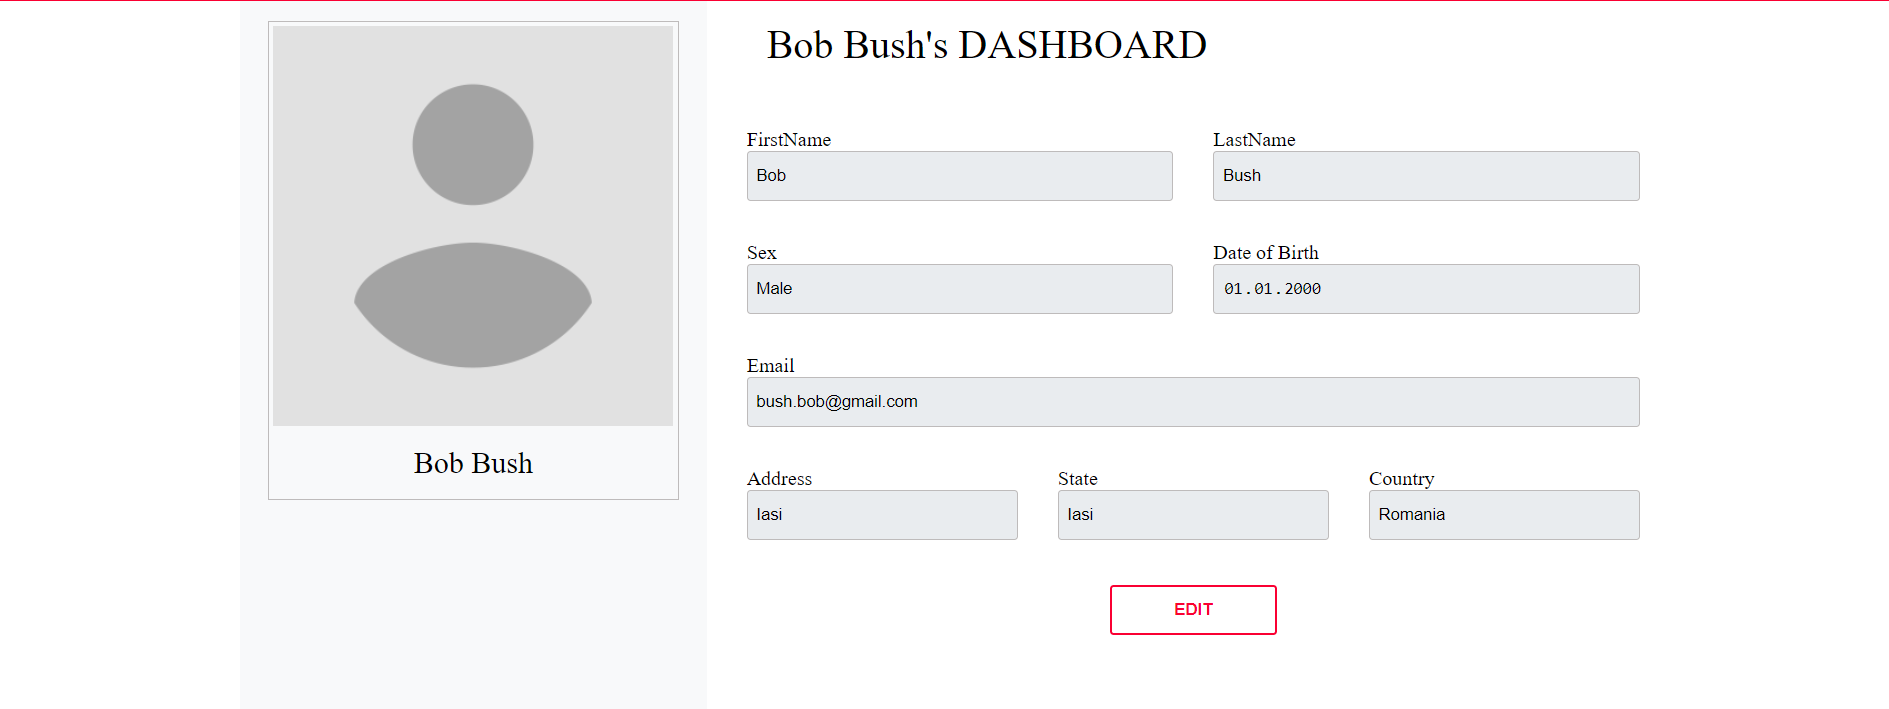 Bob Bush's DASHBOARD
Bob Bush
FirstName
LastName
Bob
Bush
Sex
Date of Birth
Male
01.01.2000
Email
bush.bob@gmail.com
Address
State
Country
Iasi
Iasi
Romania
EDIT